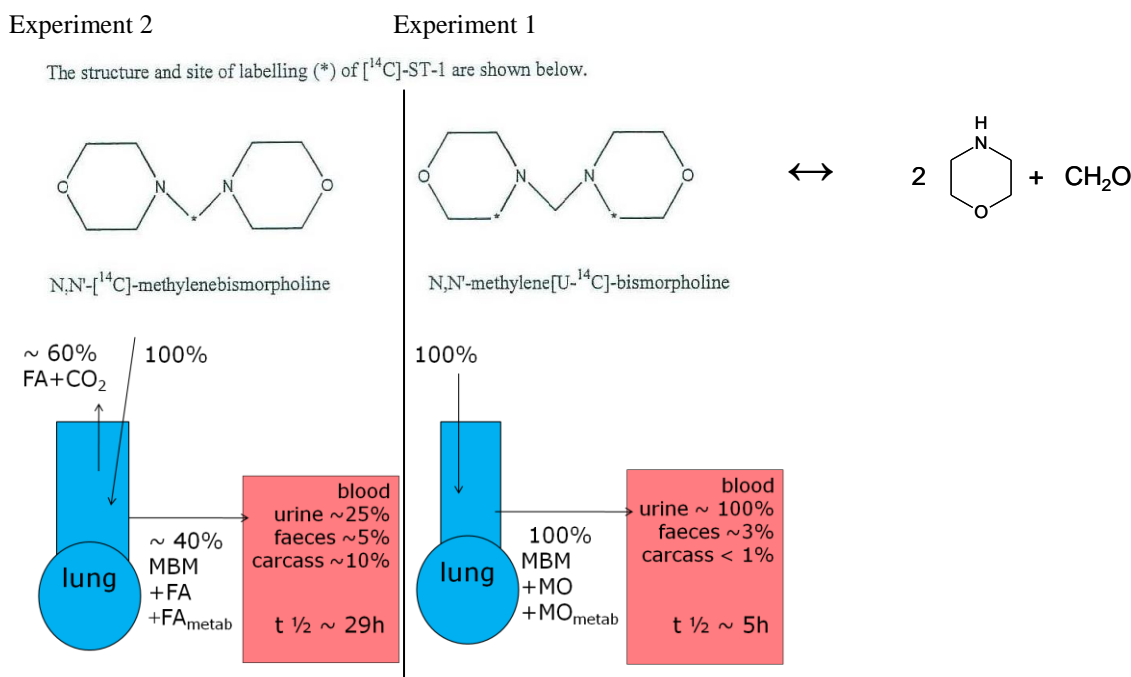 Experiment 2
Experiment 1
The structure and site of labelling (*) of [¹⁴C]-ST-1 are shown below.
O N N O
*
O N N O
* *
↔ 2
H
N
O
+ CH₂O
N,N'-[¹⁴C]-methylenebismorpholine
N,N'-methylene[U-¹⁴C]-bismorpholine
~ 60%
FA+CO₂
100%
lung
~ 40%
MBM
+FA
+FAmetab
blood
urine ~25%
faeces ~5%
carcass ~10%
t ½ ~ 29h
100%
lung
100%
MBM
+MO
+MOmetab
blood
urine ~ 100%
faeces ~3%
carcass < 1%
t ½ ~ 5h